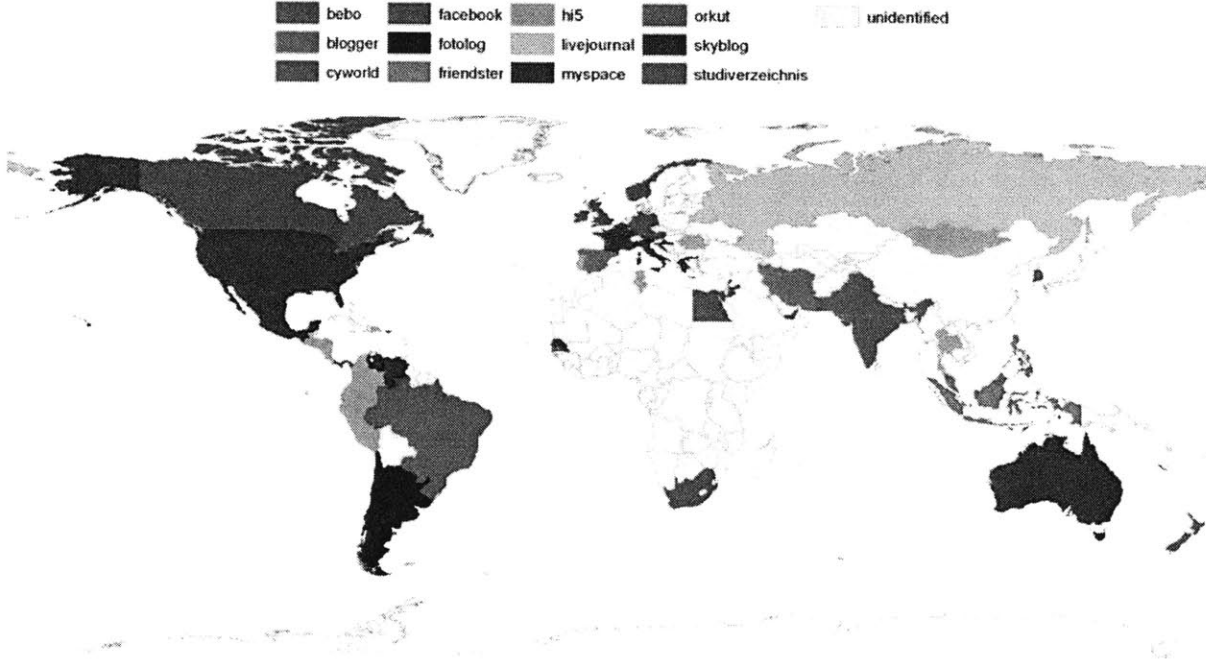 bebo facebook hi5 orkut unidentified
blogger fotolog livejournal skyblog
cyworld friendster myspace studiverzeichnis